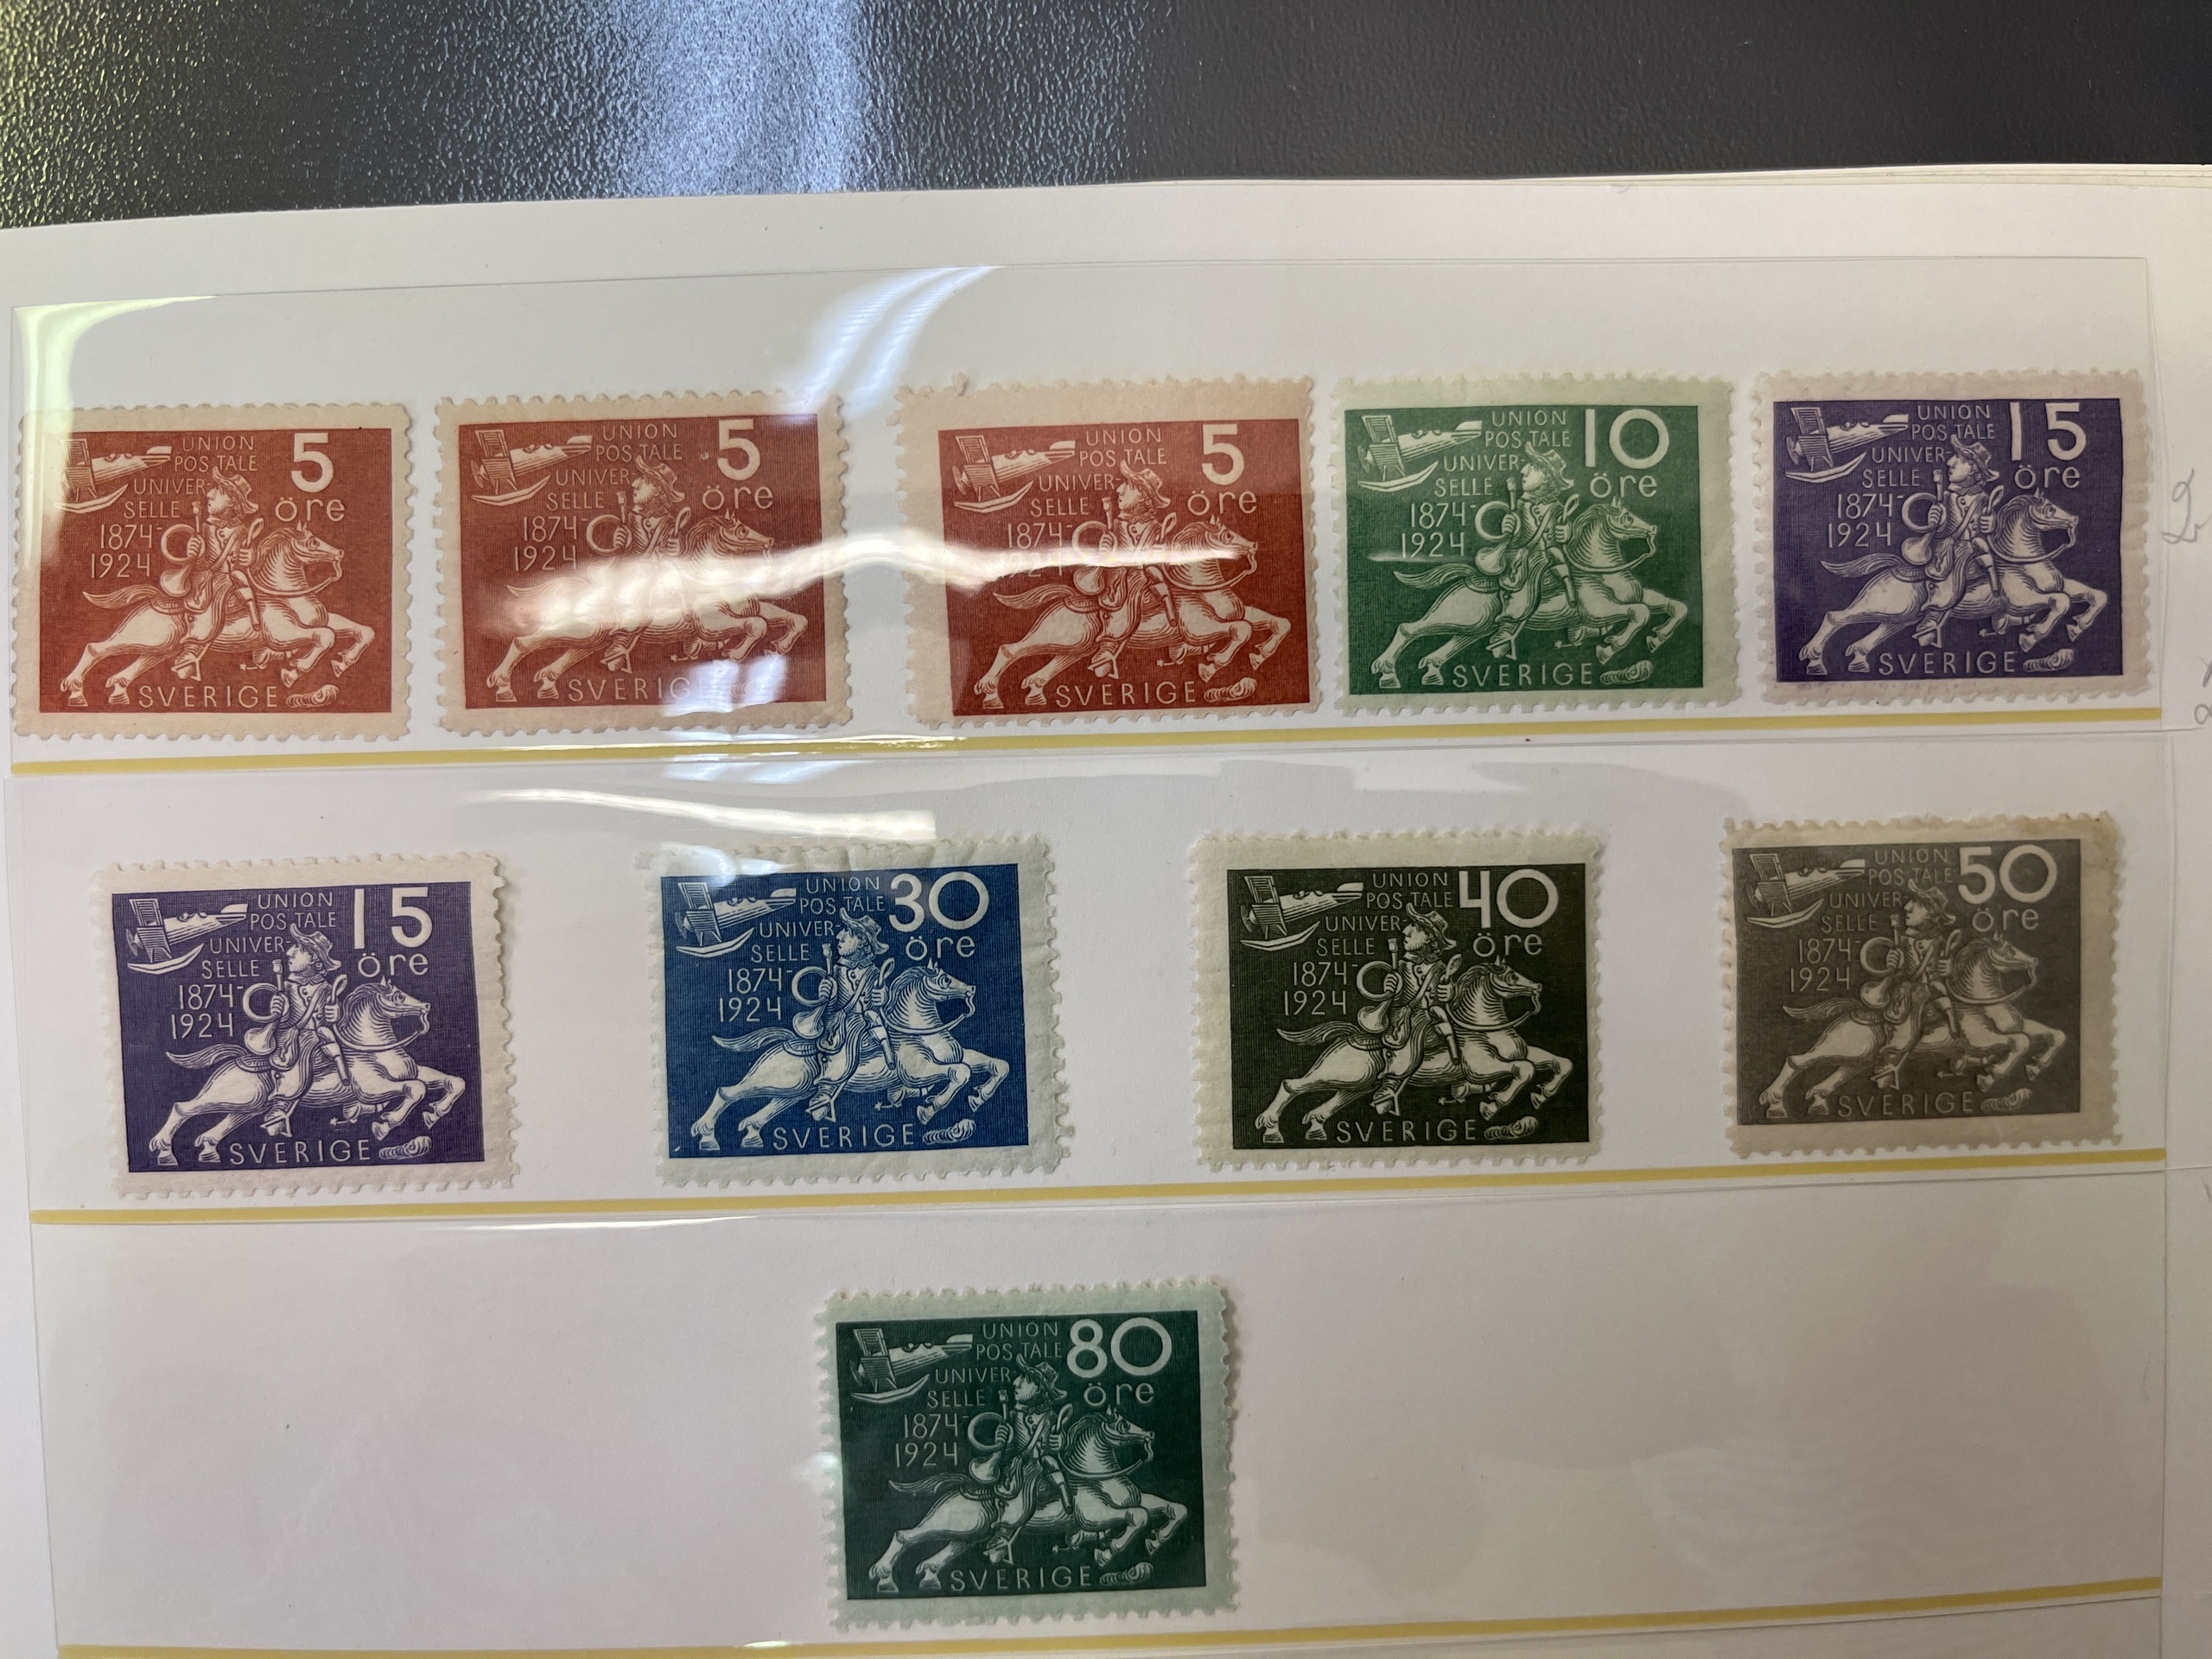 UNION 5
POS TALE
UNIVER-
SELLE öre
1874-
1924
SVERIGE
UNION 5
POS TALE
UNIVER-
SELLE öre
1874-
1924
SVERIG
UNION 5
POS TALE
UNIVER-
SELLE öre
1874-
1924
SVERIGE
UNION 10
POS TALE
UNIVER-
SELLE öre
1874-
1924
SVERIGE
UNION 15
POS TALE
UNIVER-
SELLE öre
1874-
1924
SVERIGE
2
UNION 15
POS TALE
UNIVER-
SELLE öre
1874-
1924
SVERIGE
UNION 30
POS TALE
UNIVER-
SELLE öre
1874-
1924
SVERIGE
UNION 40
POS TALE
UNIVER-
SELLE öre
1874-
1924
SVERIGE
UNION 50
POS TALE
UNIVER-
SELLE öre
1874-
1924
SVERIGE
UNION 80
POS TALE
UNIVER-
SELLE öre
1874-
1924
SVERIGE